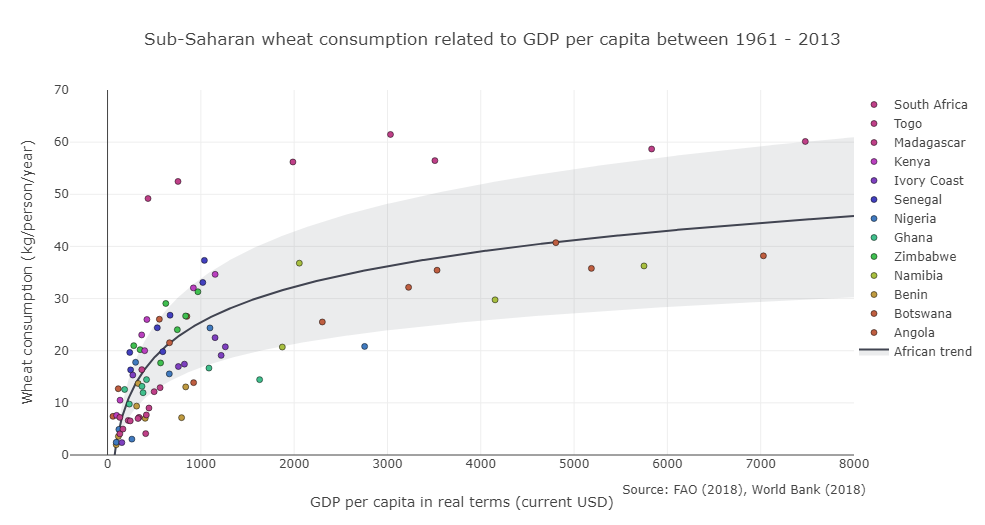 Sub-Saharan wheat consumption related to GDP per capita between 1961 - 2013
Wheat consumption (kg/person/year)
70
60
50
40
30
20
10
0
0 1000 2000 3000 4000 5000 6000 7000 8000
GDP per capita in real terms (current USD)
Source: FAO (2018), World Bank (2018)
South Africa
Togo
Madagascar
Kenya
Ivory Coast
Senegal
Nigeria
Ghana
Zimbabwe
Namibia
Benin
Botswana
Angola
African trend